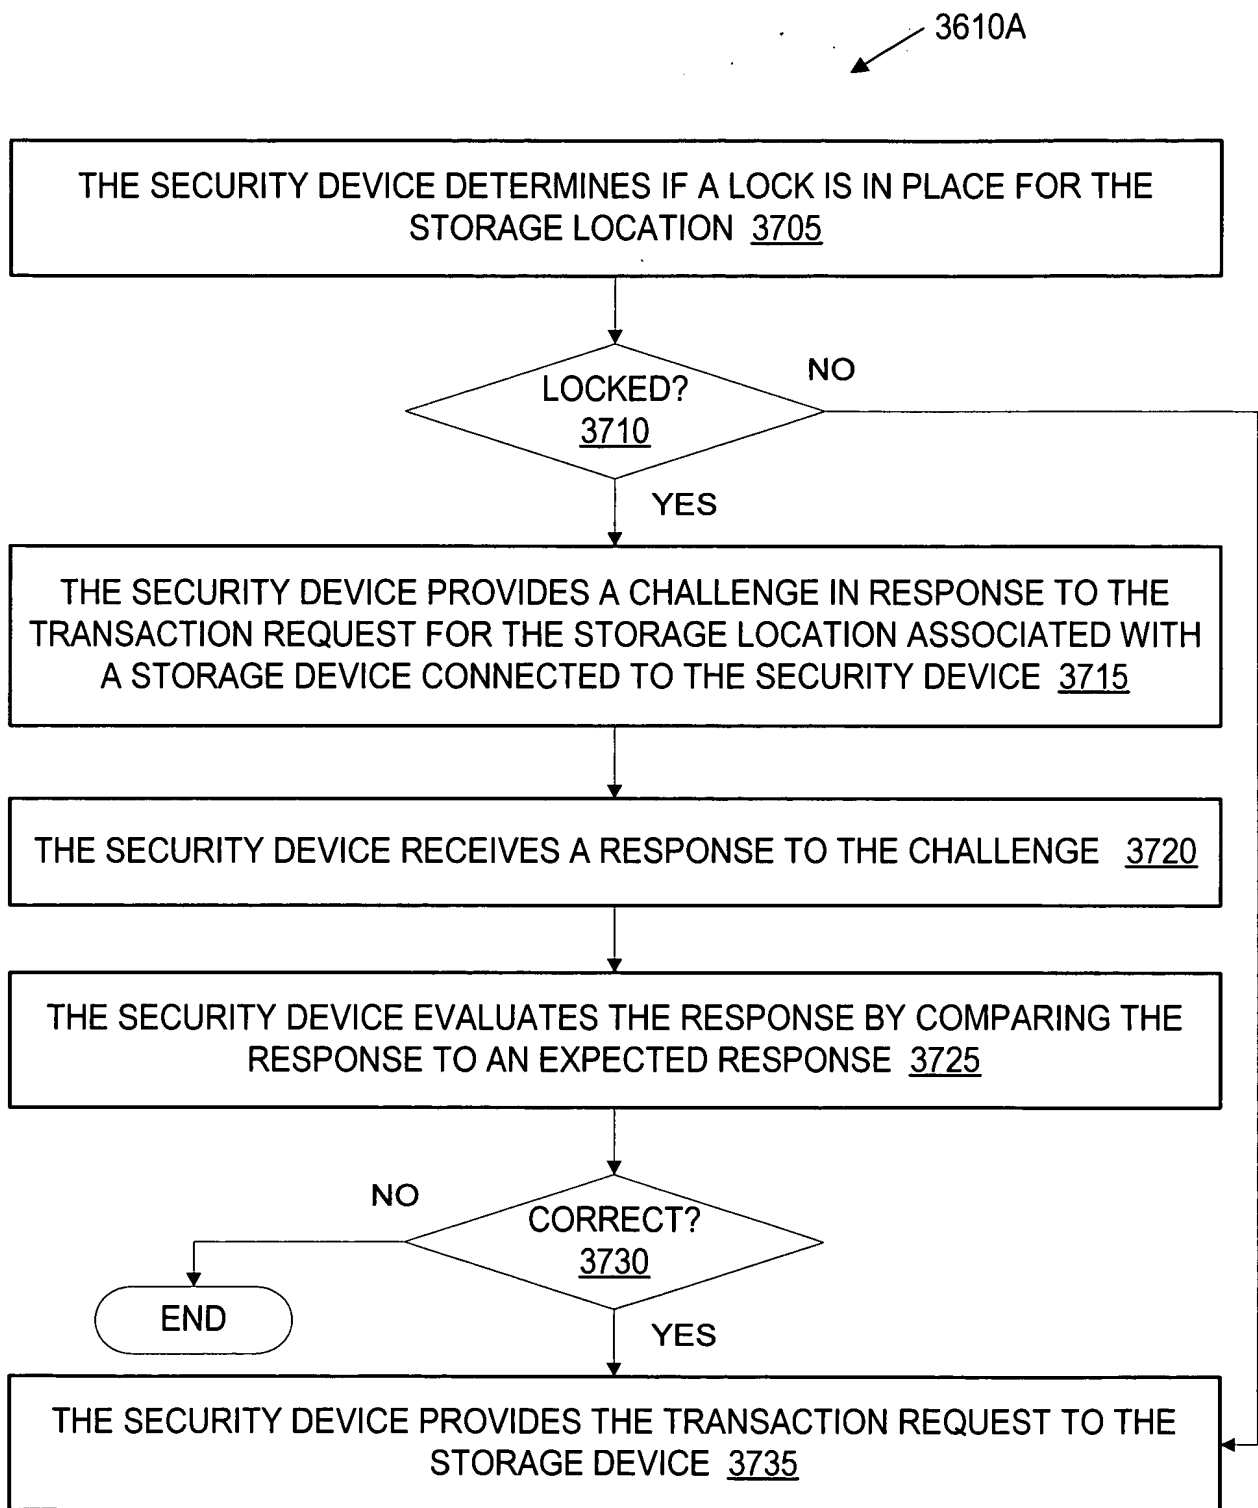 3610A
THE SECURITY DEVICE DETERMINES IF A LOCK IS IN PLACE FOR THE
STORAGE LOCATION 3705
LOCKED?
3710
NO
YES
THE SECURITY DEVICE PROVIDES A CHALLENGE IN RESPONSE TO THE
TRANSACTION REQUEST FOR THE STORAGE LOCATION ASSOCIATED WITH
A STORAGE DEVICE CONNECTED TO THE SECURITY DEVICE 3715
THE SECURITY DEVICE RECEIVES A RESPONSE TO THE CHALLENGE 3720
THE SECURITY DEVICE EVALUATES THE RESPONSE BY COMPARING THE
RESPONSE TO AN EXPECTED RESPONSE 3725
NO
CORRECT?
3730
END
YES
THE SECURITY DEVICE PROVIDES THE TRANSACTION REQUEST TO THE
STORAGE DEVICE 3735